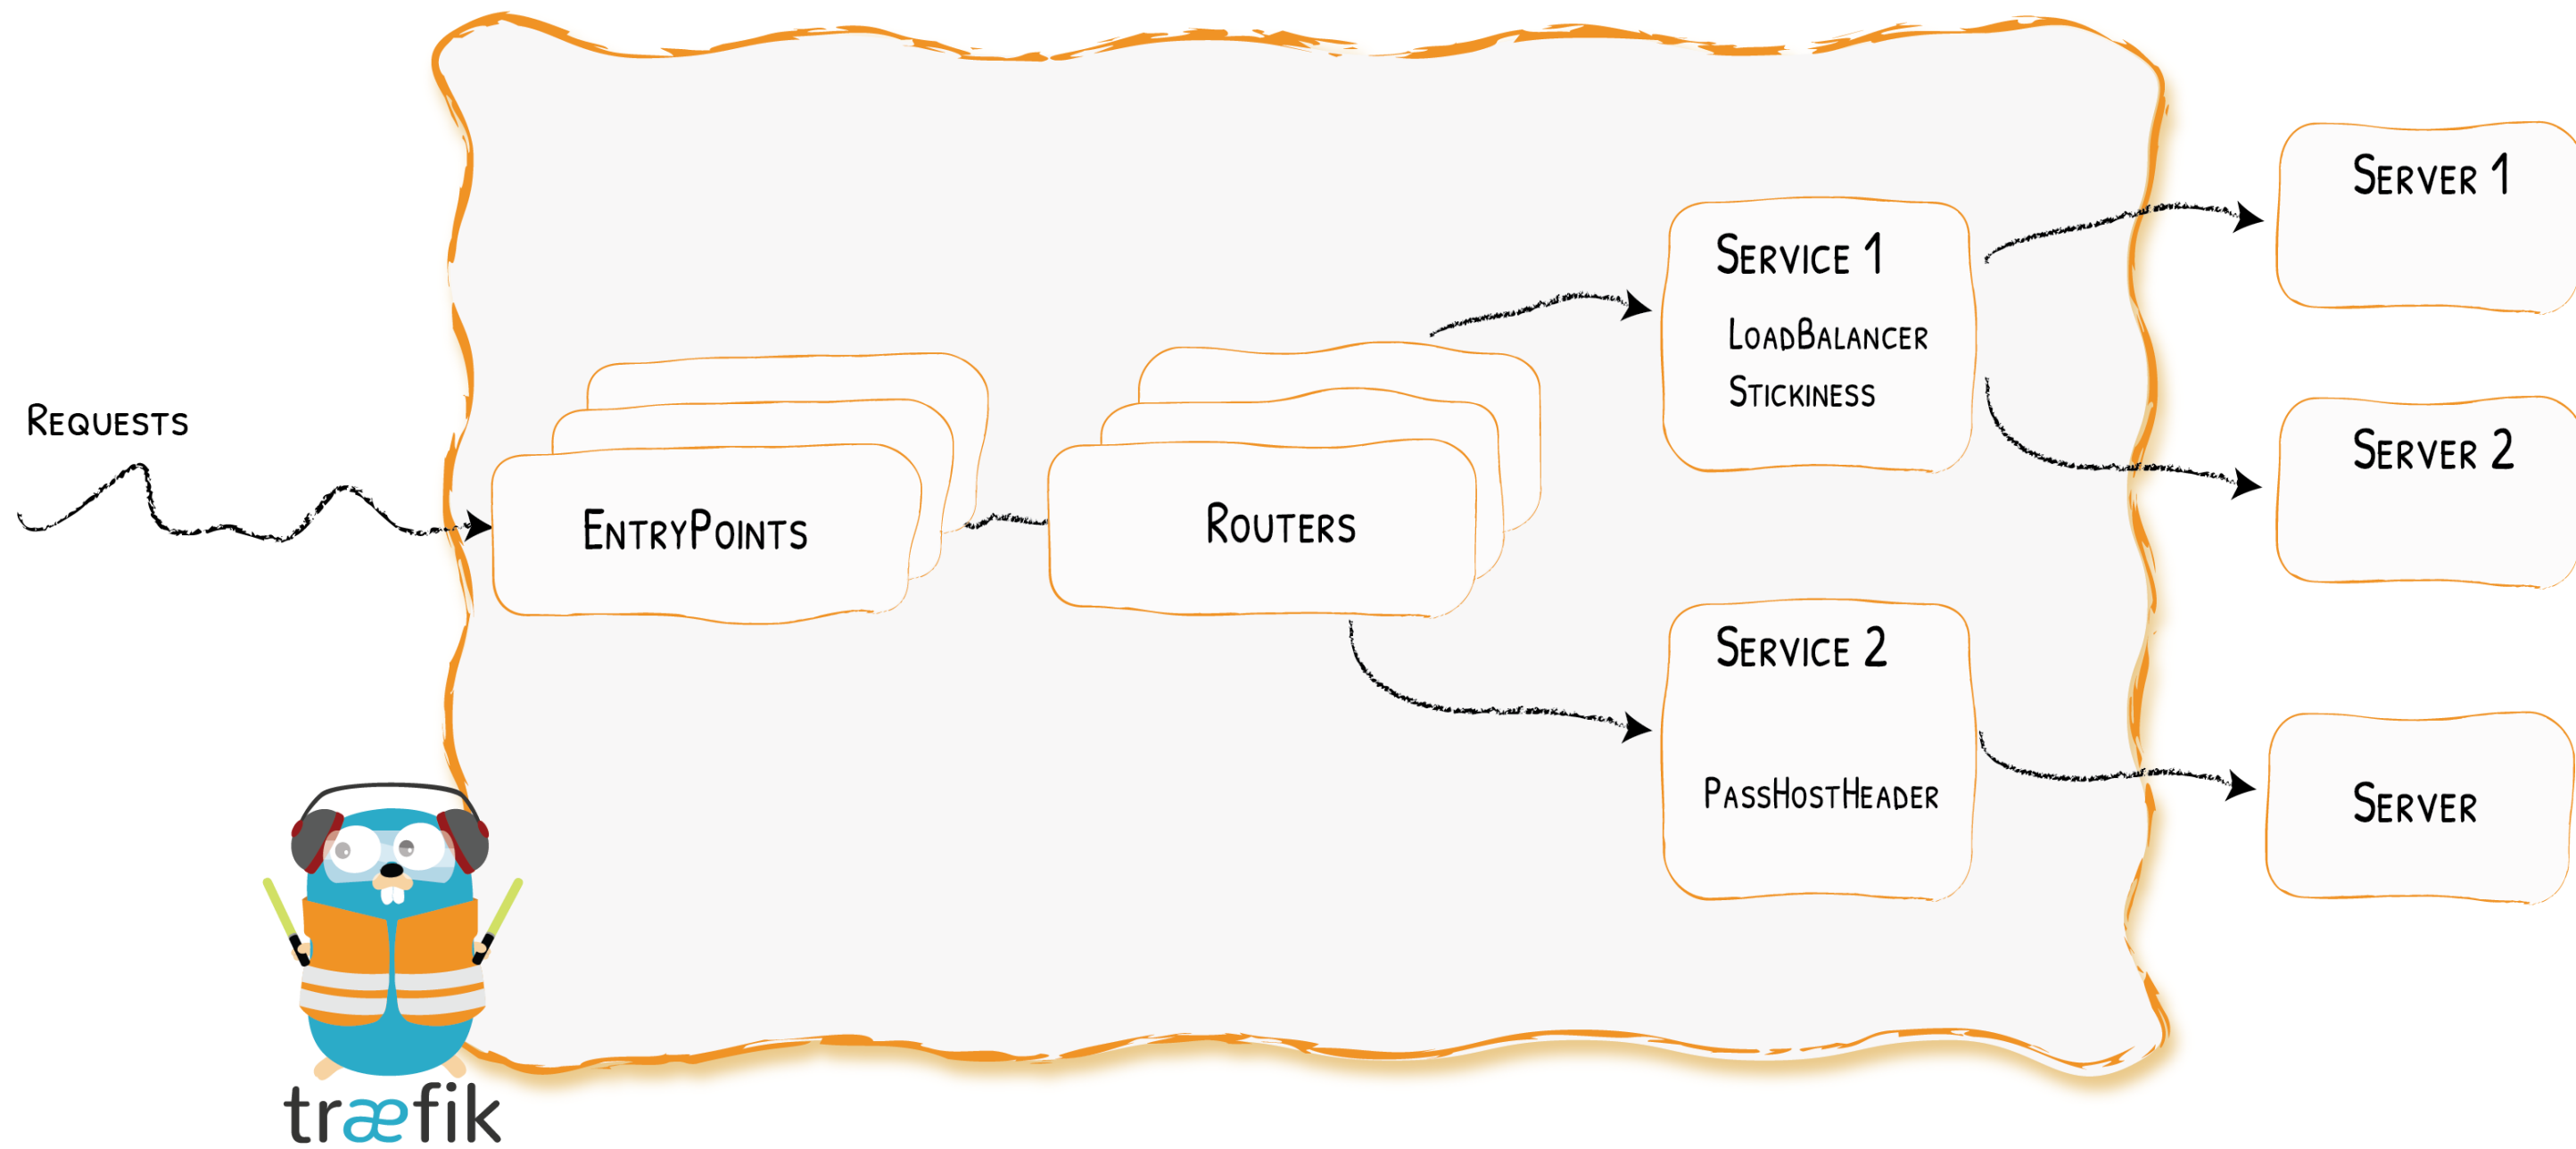 Requests
EntryPoints
Routers
Service 1
LoadBalancer
Stickiness
Service 2
PassHostHeader
Server 1
Server 2
Server
træfik